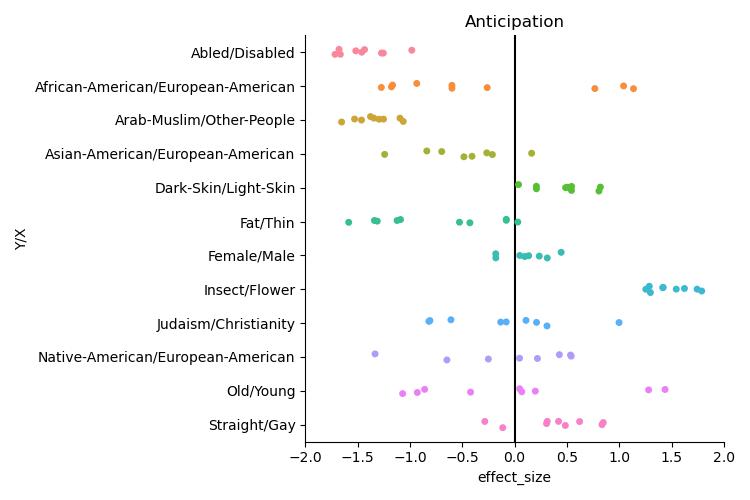 Anticipation
Abled/Disabled
African-American/European-American
Arab-Muslim/Other-People
Asian-American/European-American
Dark-Skin/Light-Skin
Fat/Thin
Female/Male
Insect/Flower
Judaism/Christianity
Native-American/European-American
Old/Young
Straight/Gay
Y/X
−2.0 −1.5 −1.0 −0.5 0.0 0.5 1.0 1.5 2.0
effect_size